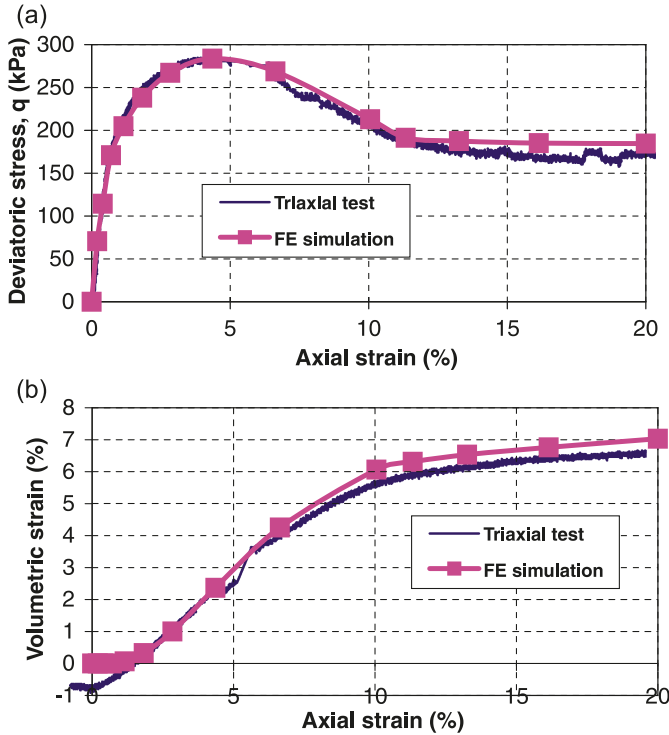 (a)
Deviatoric stress, q (kPa)
300
250
200
150
100
50
0
TrIaxIal test
FE simulation
0
5
10
15
20
Axial strain (%)
(b)
Volumetric strain (%)
8
7
6
5
4
3
2
1
0
-1
Triaxial test
FE simulation
0
5
10
15
20
Axial strain (%)